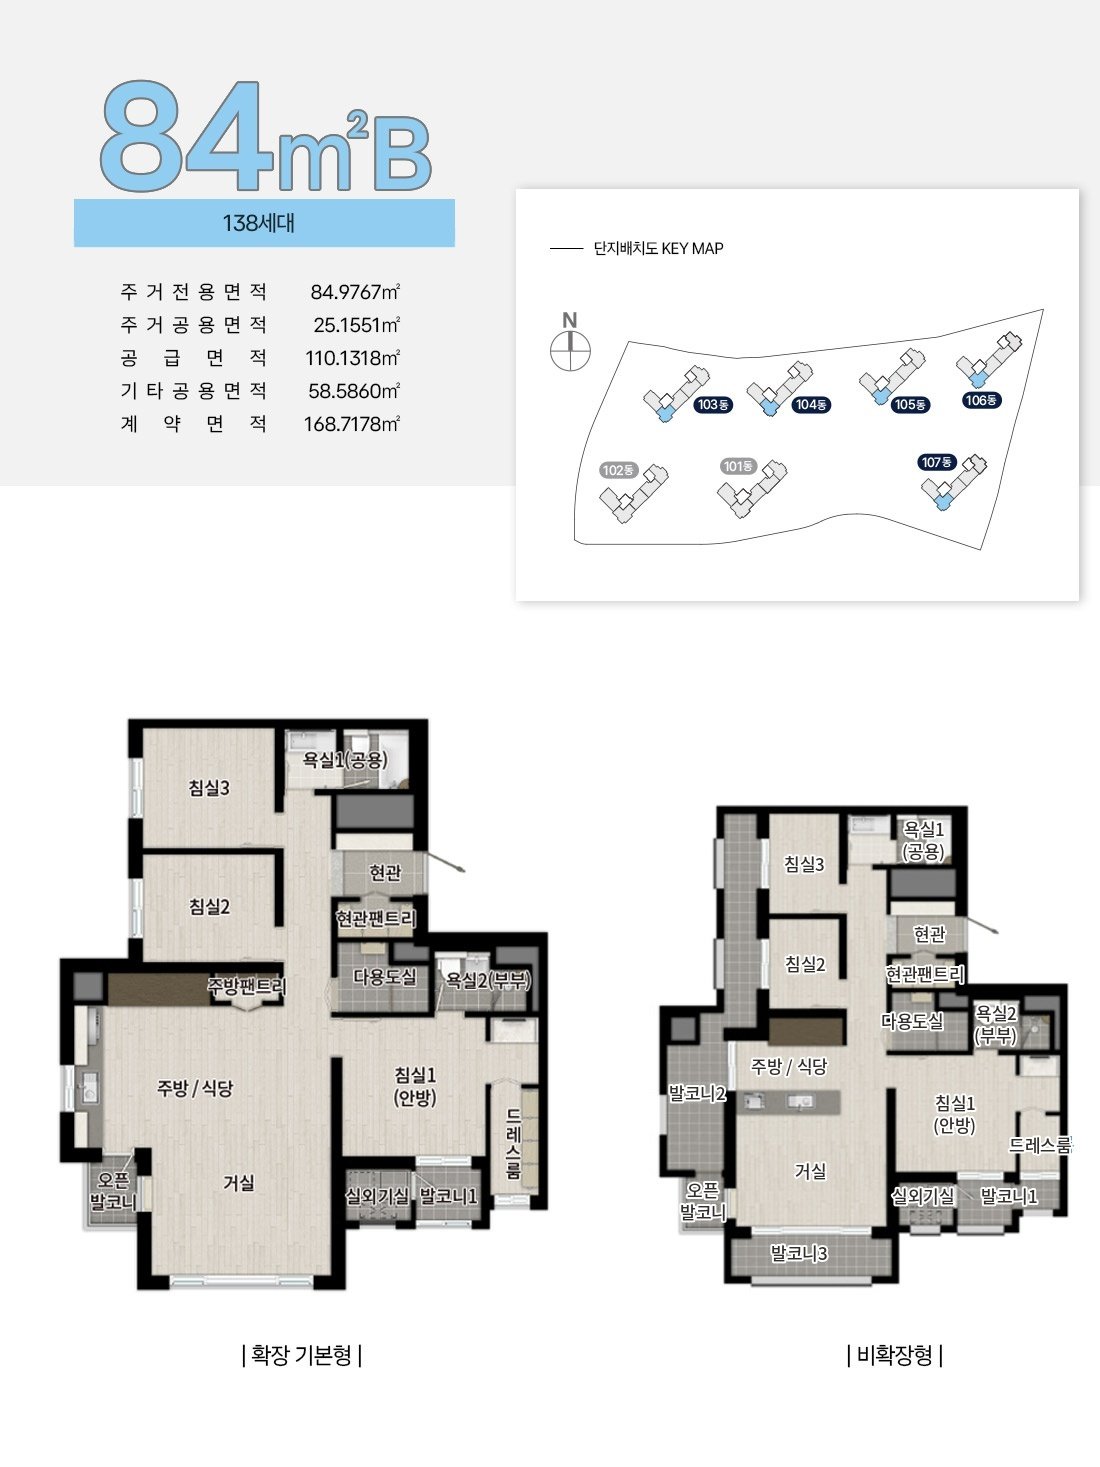 84m²B
138세대
주거전용면적 84.9767㎡
주거공용면적 25.1551㎡
공급면적 110.1318㎡
기타공용면적 58.5860㎡
계약면적 168.7178㎡
단지배치도 KEY MAP
N
103동
104동
105동
106동
102동
101동
107동
욕실1(공용)
침실3
현관
침실2
현관팬트리
다용도실
욕실2(부부)
주방팬트리
주방 / 식당
침실1
(안방)
드레스룸
오픈
발코니
거실
실외기실
발코니1
확장 기본형
욕실1
(공용)
침실3
현관
침실2
현관팬트리
다용도실
욕실2
(부부)
주방 / 식당
발코니2
침실1
(안방)
드레스룸
거실
오픈
발코니
실외기실
발코니1
발코니3
비확장형